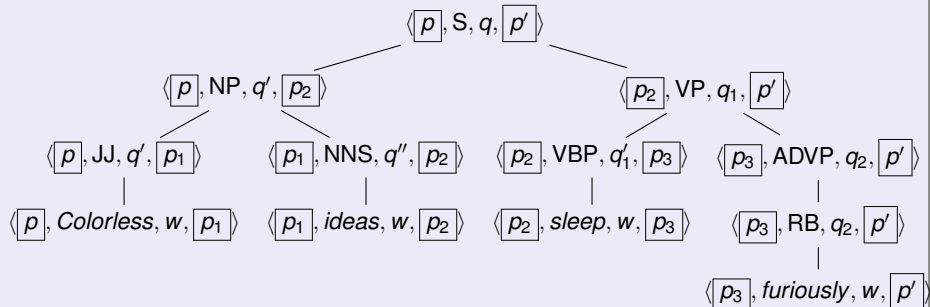 ⟨p, S, q, p′⟩
⟨p, NP, q′, p₂⟩ ⟨p₂, VP, q₁, p′⟩
⟨p, JJ, q′, p₁⟩ ⟨p₁, NNS, q″, p₂⟩ ⟨p₂, VBP, q₁′, p₃⟩ ⟨p₃, ADVP, q₂, p′⟩
⟨p, Colorless, w, p₁⟩ ⟨p₁, ideas, w, p₂⟩ ⟨p₂, sleep, w, p₃⟩ ⟨p₃, RB, q₂, p′⟩
⟨p₃, furiously, w, p′⟩